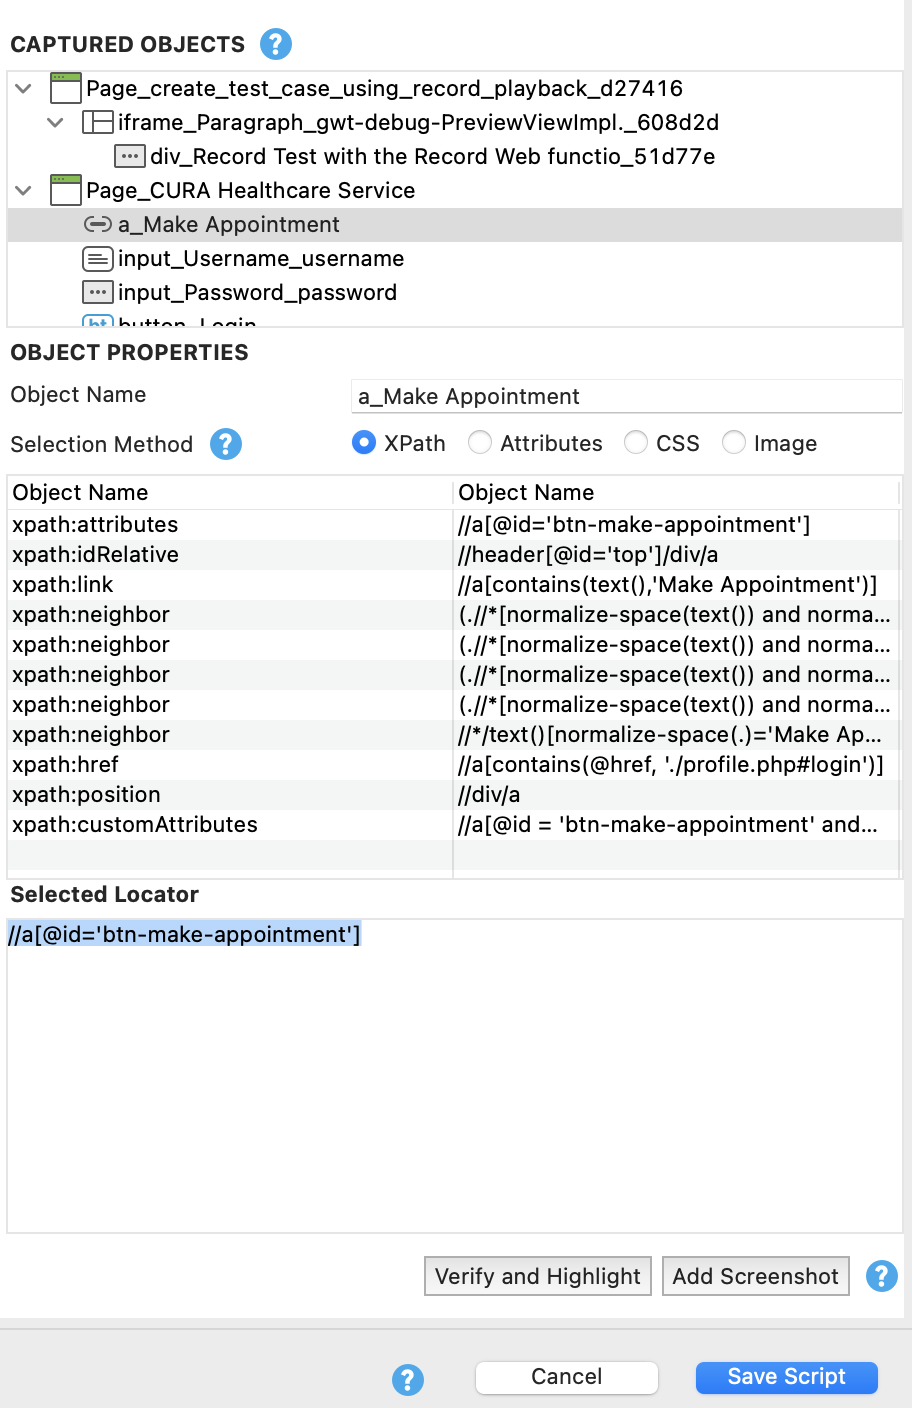 CAPTURED OBJECTS ?
Page_create_test_case_using_record_playback_d27416
iframe_Paragraph_gwt-debug-PreviewViewImpl._608d2d
div_Record Test with the Record Web functio_51d77e
Page_CURA Healthcare Service
a_Make Appointment
input_Username_username
input_Password_password
bt button_Login
OBJECT PROPERTIES
Object Name a_Make Appointment
Selection Method ? XPath Attributes CSS Image
Object Name Object Name
xpath:attributes //a[@id='btn-make-appointment']
xpath:idRelative //header[@id='top']/div/a
xpath:link //a[contains(text(),'Make Appointment')]
xpath:neighbor (.//*[normalize-space(text()) and norma...
xpath:neighbor (.//*[normalize-space(text()) and norma...
xpath:neighbor (.//*[normalize-space(text()) and norma...
xpath:neighbor (.//*[normalize-space(text()) and norma...
xpath:neighbor //*/text()[normalize-space(.)='Make Ap...
xpath:href //a[contains(@href, './profile.php#login')]
xpath:position //div/a
xpath:customAttributes //a[@id = 'btn-make-appointment' and...
Selected Locator
//a[@id='btn-make-appointment']
Verify and Highlight Add Screenshot ?
? Cancel Save Script